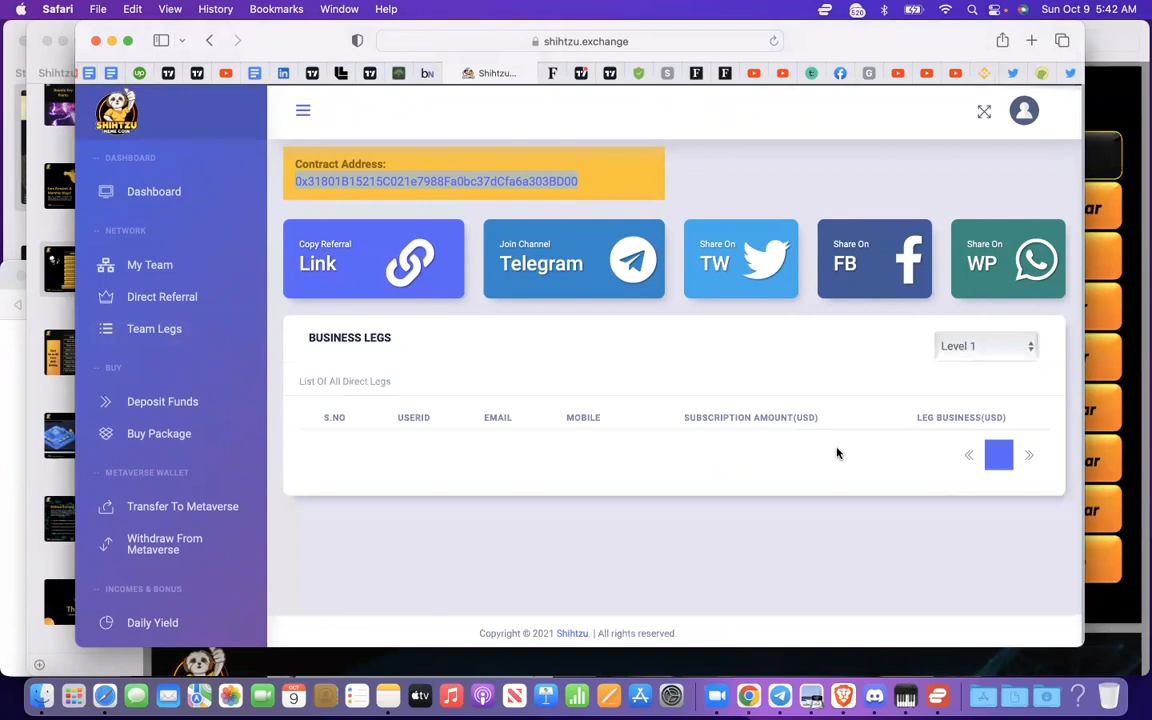 Safari File Edit View History Bookmarks Window Help
520
Sun Oct 9 5:42 AM
shihtzu.exchange
Shihtzu...
SHIHTZU
MEME COIN
DASHBOARD
Dashboard
NETWORK
My Team
Direct Referral
Team Legs
BUY
Deposit Funds
Buy Package
METAVERSE WALLET
Transfer To Metaverse
Withdraw From
Metaverse
INCOMES & BONUS
Daily Yield
Contract Address:
0x31801B15215C021e7988Fa0bc37dCfa6a303BD00
Copy Referral
Link
Join Channel
Telegram
Share On
TW
Share On
FB
Share On
WP
BUSINESS LEGS
Level 1
List Of All Direct Legs
S.NO USERID EMAIL MOBILE SUBSCRIPTION AMOUNT(USD) LEG BUSINESS(USD)
Copyright © 2021 Shihtzu. | All rights reserved.